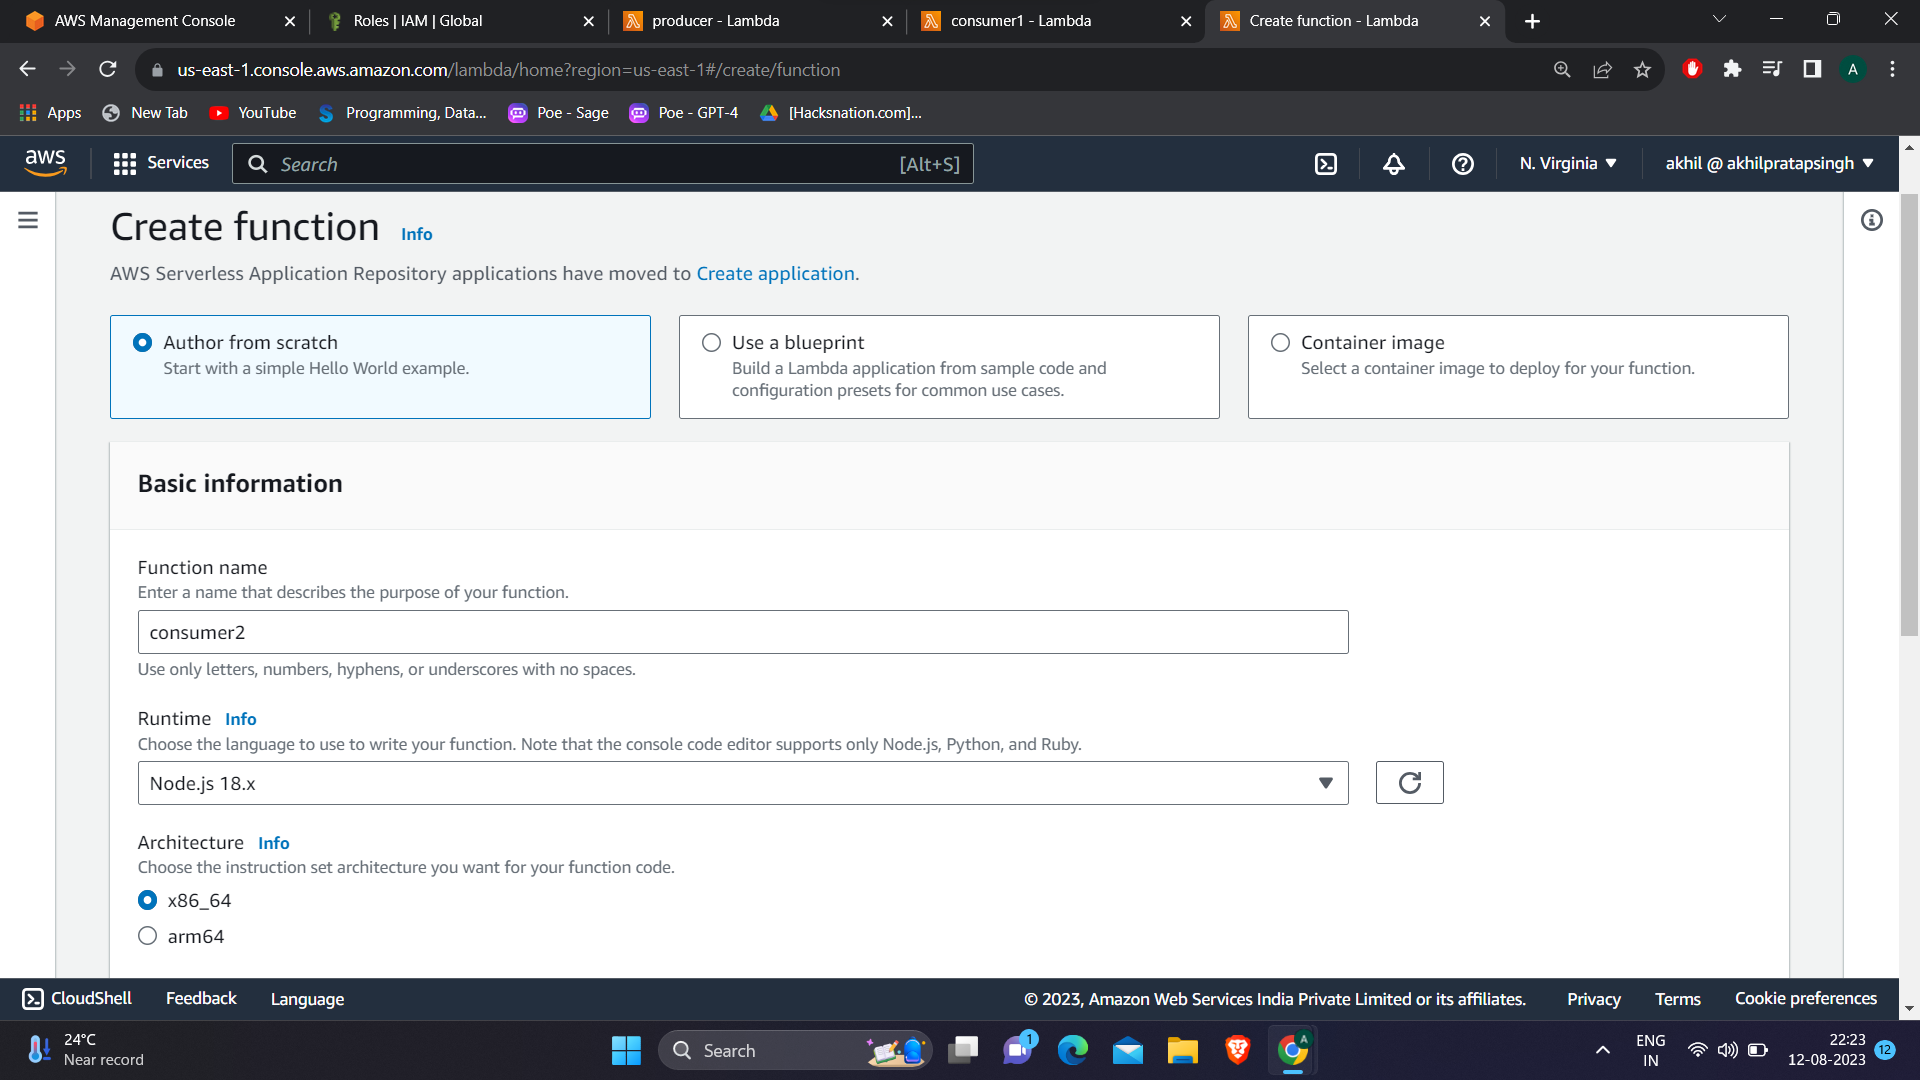 AWS Management Console
Roles | IAM | Global
producer - Lambda
consumer1 - Lambda
Create function - Lambda
us-east-1.console.aws.amazon.com/lambda/home?region=us-east-1#/create/function
A
Apps
New Tab
YouTube
Programming, Data...
Poe - Sage
Poe - GPT-4
[Hacksnation.com]...
aws
Services
Search
[Alt+S]
N. Virginia
akhil @ akhilpratapsingh
Create function
Info
AWS Serverless Application Repository applications have moved to Create application.
Author from scratch
Start with a simple Hello World example.
Use a blueprint
Build a Lambda application from sample code and
configuration presets for common use cases.
Container image
Select a container image to deploy for your function.
Basic information
Function name
Enter a name that describes the purpose of your function.
consumer2
Use only letters, numbers, hyphens, or underscores with no spaces.
Runtime Info
Choose the language to use to write your function. Note that the console code editor supports only Node.js, Python, and Ruby.
Node.js 18.x
Architecture Info
Choose the instruction set architecture you want for your function code.
x86_64
arm64
CloudShell
Feedback
Language
© 2023, Amazon Web Services India Private Limited or its affiliates.
Privacy
Terms
Cookie preferences
24°C
Near record
Search
1
A
ENG
IN
22:23
12-08-2023
12